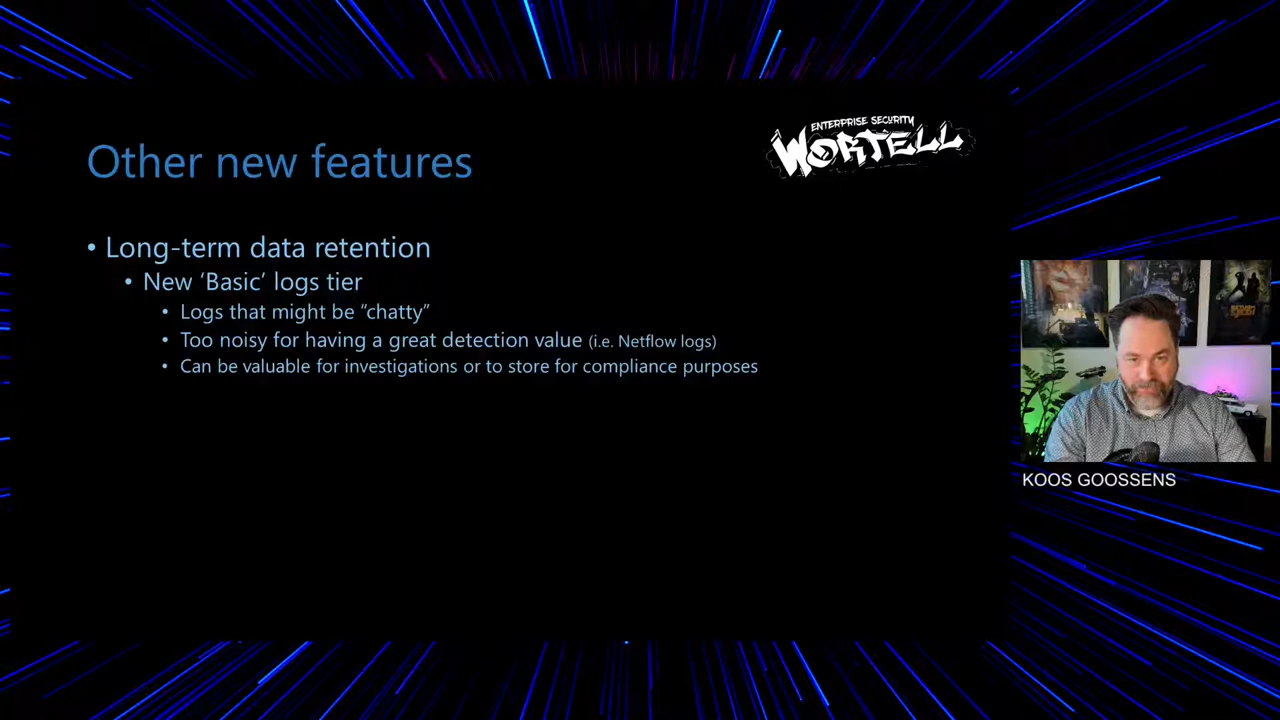 ENTERPRISE SECURITY
WORTELL
Other new features
• Long-term data retention
• New ‘Basic’ logs tier
• Logs that might be “chatty”
• Too noisy for having a great detection value (i.e. Netflow logs)
• Can be valuable for investigations or to store for compliance purposes
KOOS GOOSSENS